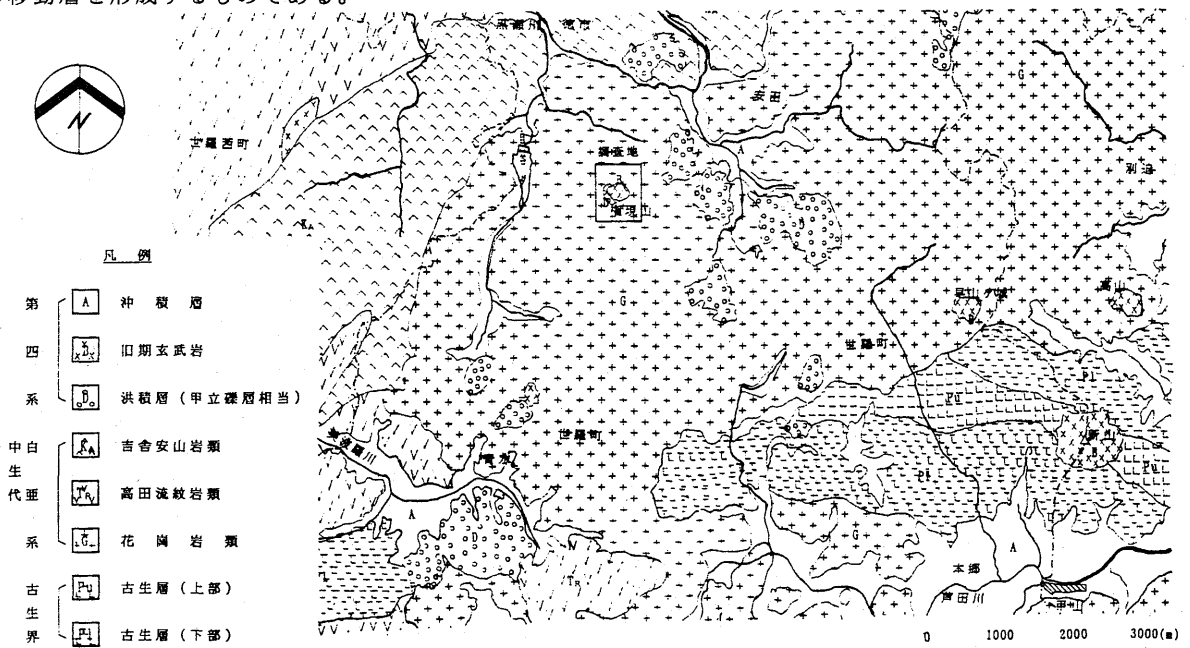 移動層を形成するものである。
N
世羅西町
調査地
安田
別迫
G
A
G
世羅町
世羅町
凡例
第四系
A 沖積層
旧期玄武岩
洪積層（甲立礫層相当）
中生代
白亜系
吉舎安山岩類
高田流紋岩類
花崗岩類
古生界
Pu 古生層（上部）
Pl 古生層（下部）
A
D
TR
G
A
本郷
芦田川
甲山
0 1000 2000 3000(m)